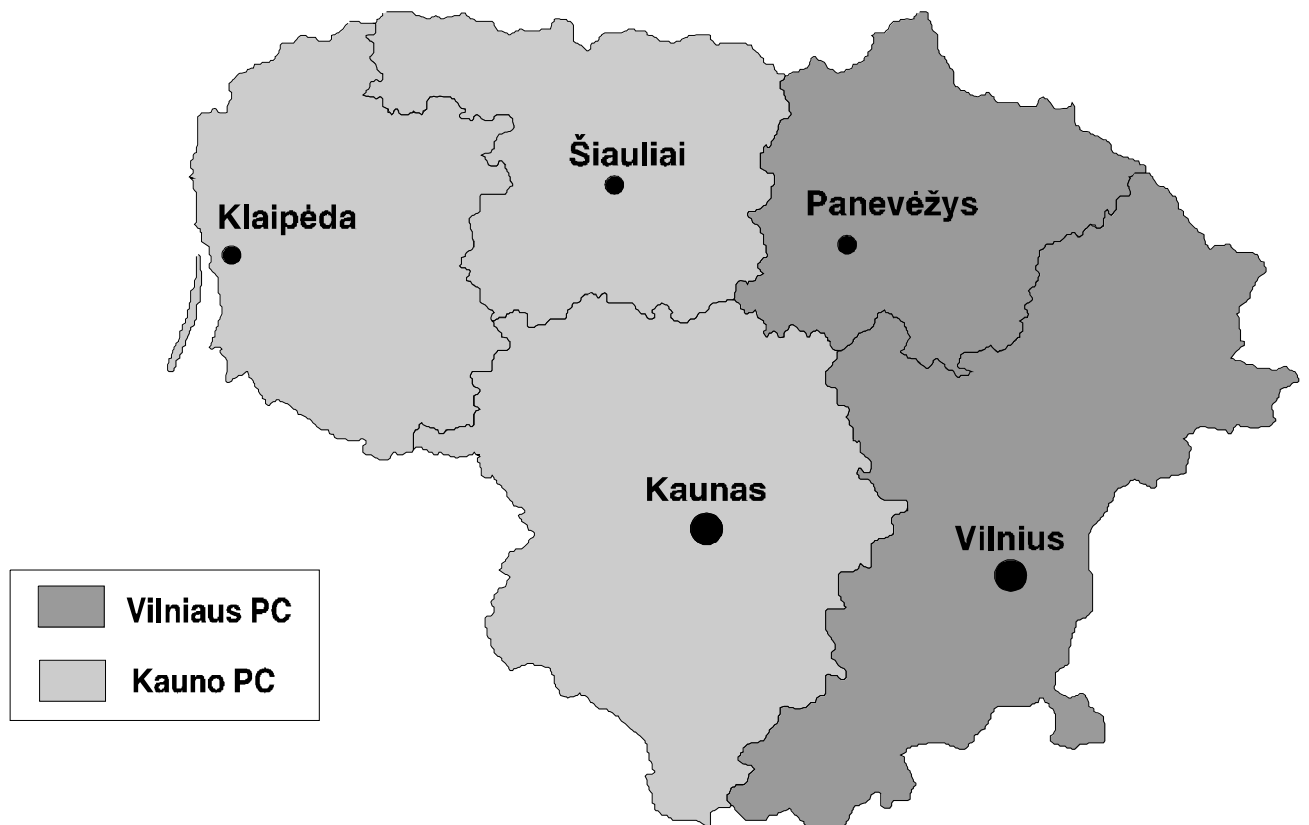 Šiauliai
Klaipėda
Panevėžys
Kaunas
Vilnius
Vilniaus PC
Kauno PC